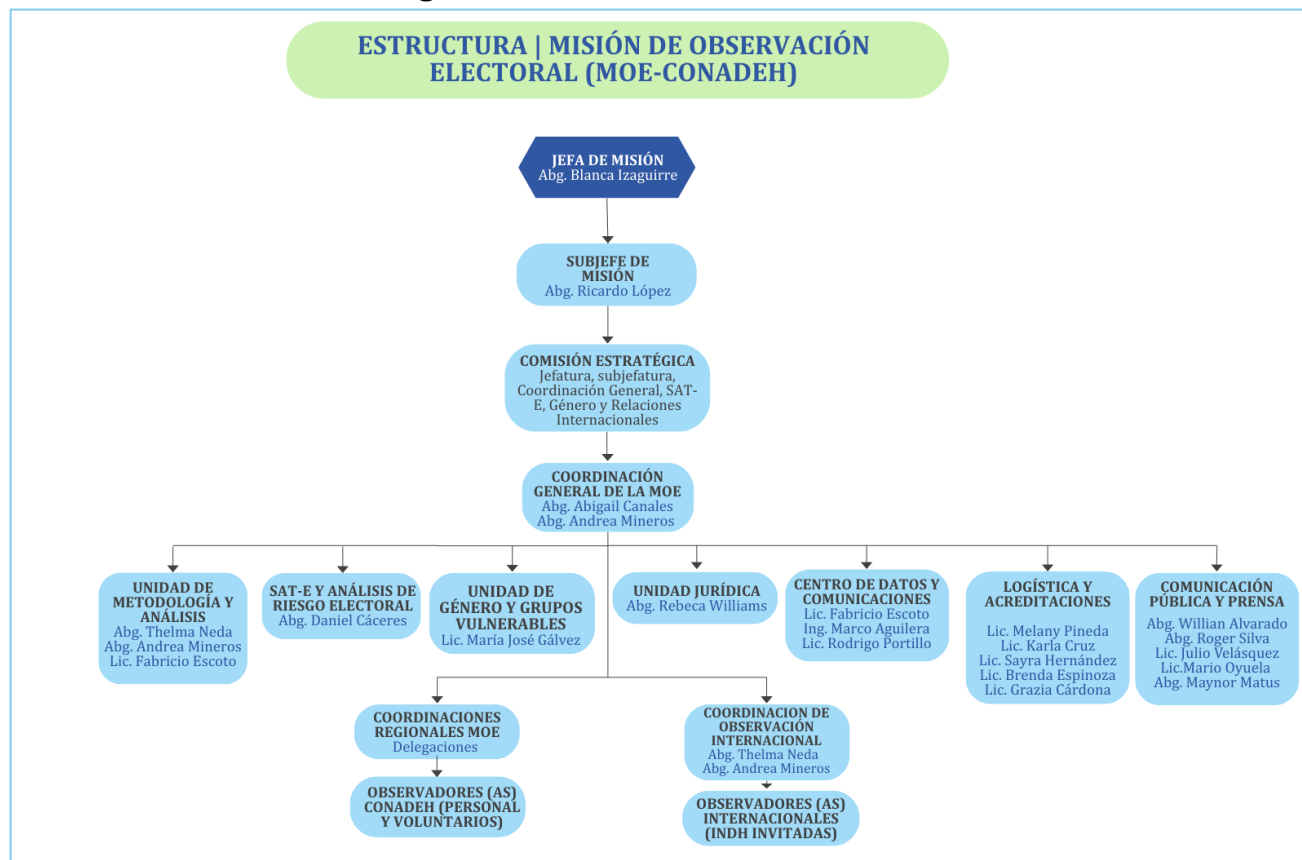 ESTRUCTURA | MISIÓN DE OBSERVACIÓN
ELECTORAL (MOE-CONADEH)
JEFA DE MISIÓN
Abg. Blanca Izaguirre
SUBJEFE DE
MISIÓN
Abg. Ricardo López
COMISIÓN ESTRATÉGICA
Jefatura, subjefatura,
Coordinación General, SAT-
E, Género y Relaciones
Internacionales
COORDINACIÓN
GENERAL DE LA MOE
Abg. Abigail Canales
Abg. Andrea Mineros
UNIDAD DE
METODOLOGÍA Y
ANÁLISIS
Abg. Thelma Neda
Abg. Andrea Mineros
Lic. Fabricio Escoto
SAT-E Y ANÁLISIS DE
RIESGO ELECTORAL
Abg. Daniel Cáceres
UNIDAD DE
GÉNERO Y GRUPOS
VULNERABLES
Lic. María José Gálvez
UNIDAD JURÍDICA
Abg. Rebeca Williams
CENTRO DE DATOS Y
COMUNICACIONES
Lic. Fabricio Escoto
Ing. Marco Aguilera
Lic. Rodrigo Portillo
LOGÍSTICA Y
ACREDITACIONES
Lic. Melany Pineda
Lic. Karla Cruz
Lic. Sayra Hernández
Lic. Brenda Espinoza
Lic. Grazia Cárdona
COMUNICACIÓN
PÚBLICA Y PRENSA
Abg. Willian Alvarado
Abg. Roger Silva
Lic. Julio Velásquez
Lic.Mario Oyuela
Abg. Maynor Matus
COORDINACIONES
REGIONALES MOE
Delegaciones
COORDINACION DE
OBSERVACIÓN
INTERNACIONAL
Abg. Thelma Neda
Abg. Andrea Mineros
OBSERVADORES (AS)
CONADEH (PERSONAL
Y VOLUNTARIOS)
OBSERVADORES (AS)
INTERNACIONALES
(INDH INVITADAS)